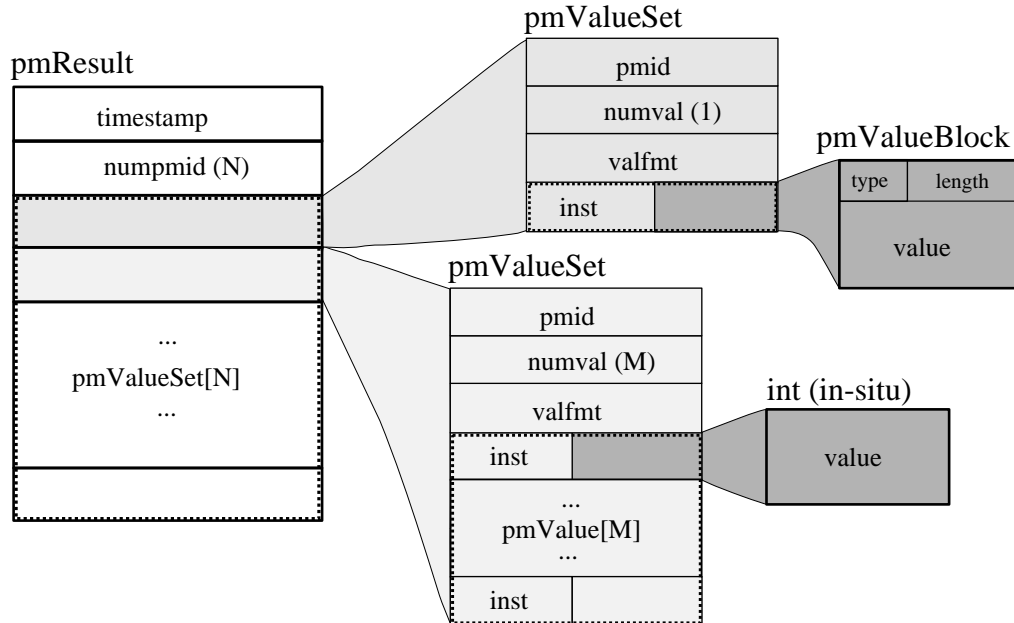 pmResult
timestamp
numpmid (N)
...
pmValueSet[N]
...
pmValueSet
pmid
numval (1)
valfmt
inst
pmValueBlock
type length
value
pmValueSet
pmid
numval (M)
valfmt
inst
...
pmValue[M]
...
inst
int (in-situ)
value